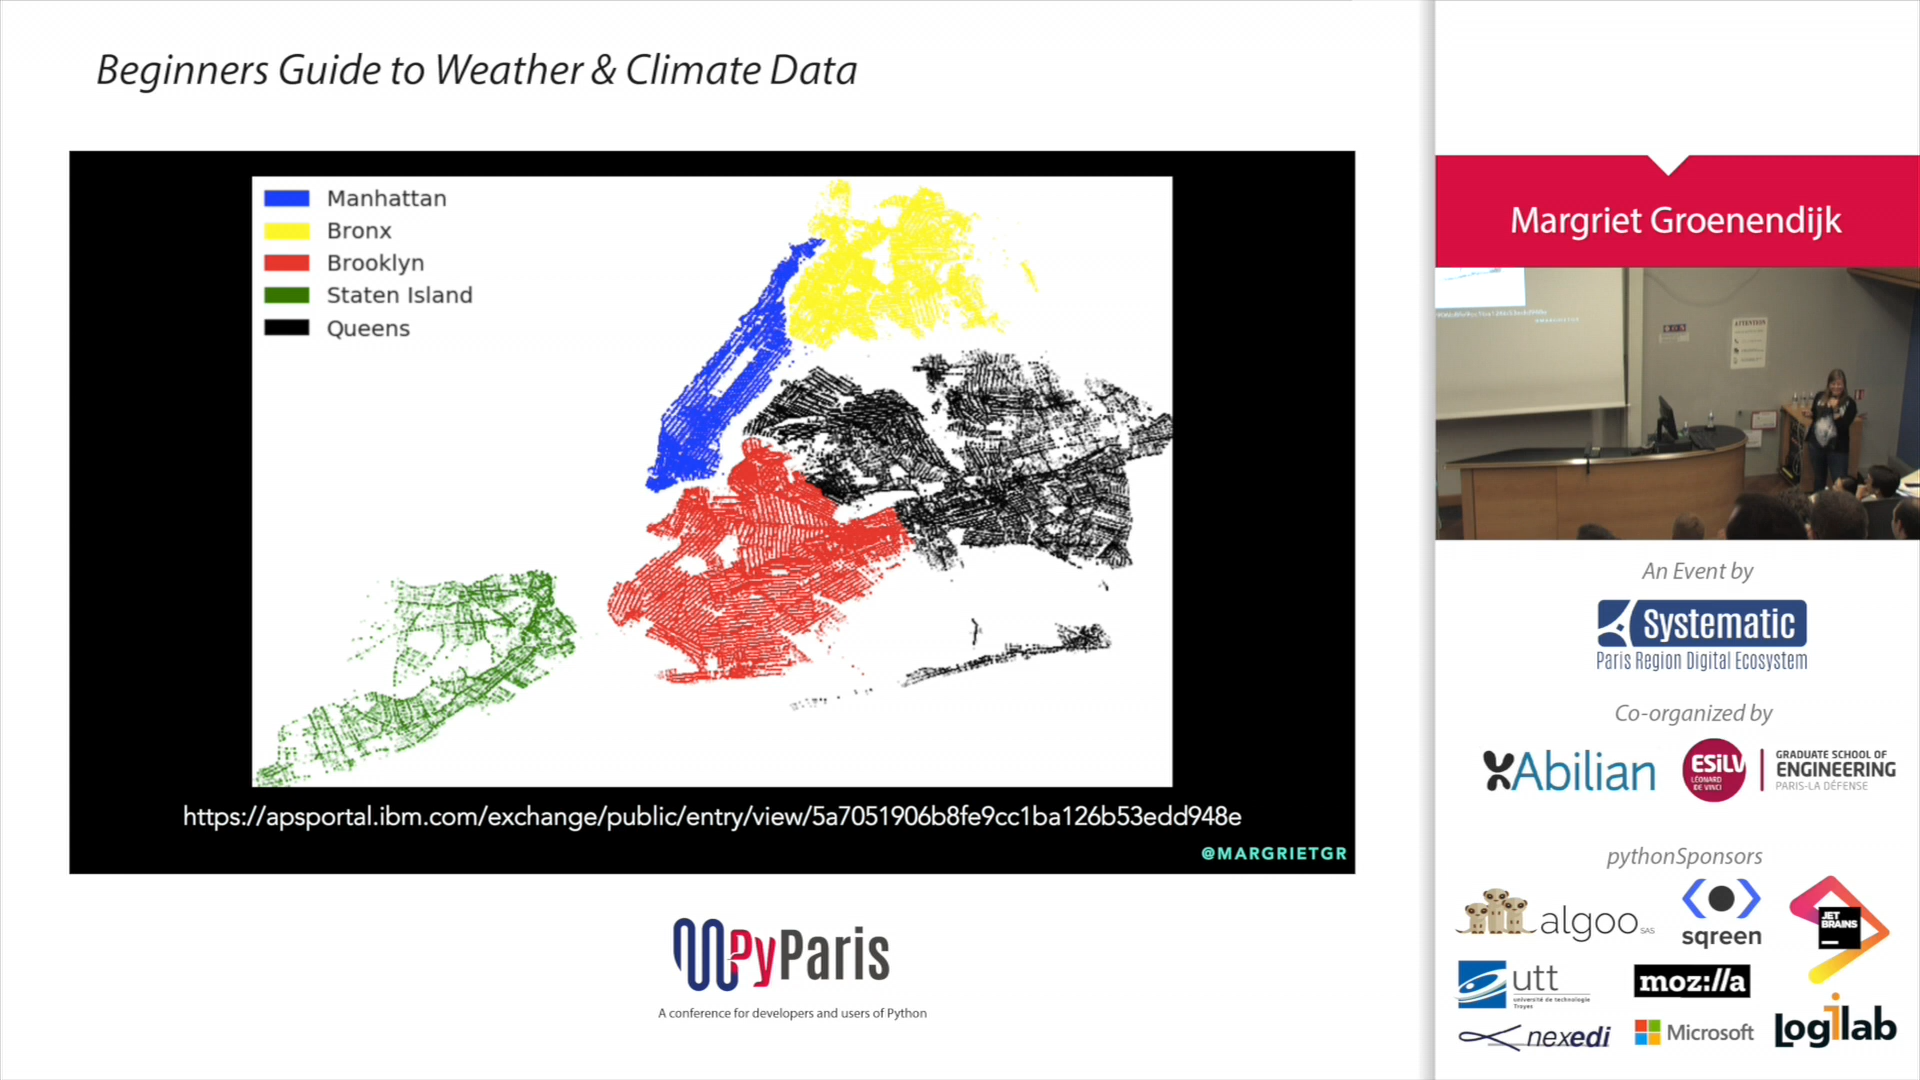 Beginners Guide to Weather & Climate Data
Manhattan
Bronx
Brooklyn
Staten Island
Queens
https://apsportal.ibm.com/exchange/public/entry/view/5a7051906b8fe9cc1ba126b53edd948e
@MARGRIETGR
PyParis
A conference for developers and users of Python
Margriet Groenendijk
ATTENTION
An Event by
Systematic
Paris Region Digital Ecosystem
Co-organized by
Abilian
ESILV
LÉONARD
DE VINCI
GRADUATE SCHOOL OF
ENGINEERING
PARIS-LA DÉFENSE
pythonSponsors
algoo SAS
sqreen
JET
BRAINS
utt
université de technologie
Troyes
moz://a
nexedi
Microsoft
Logilab